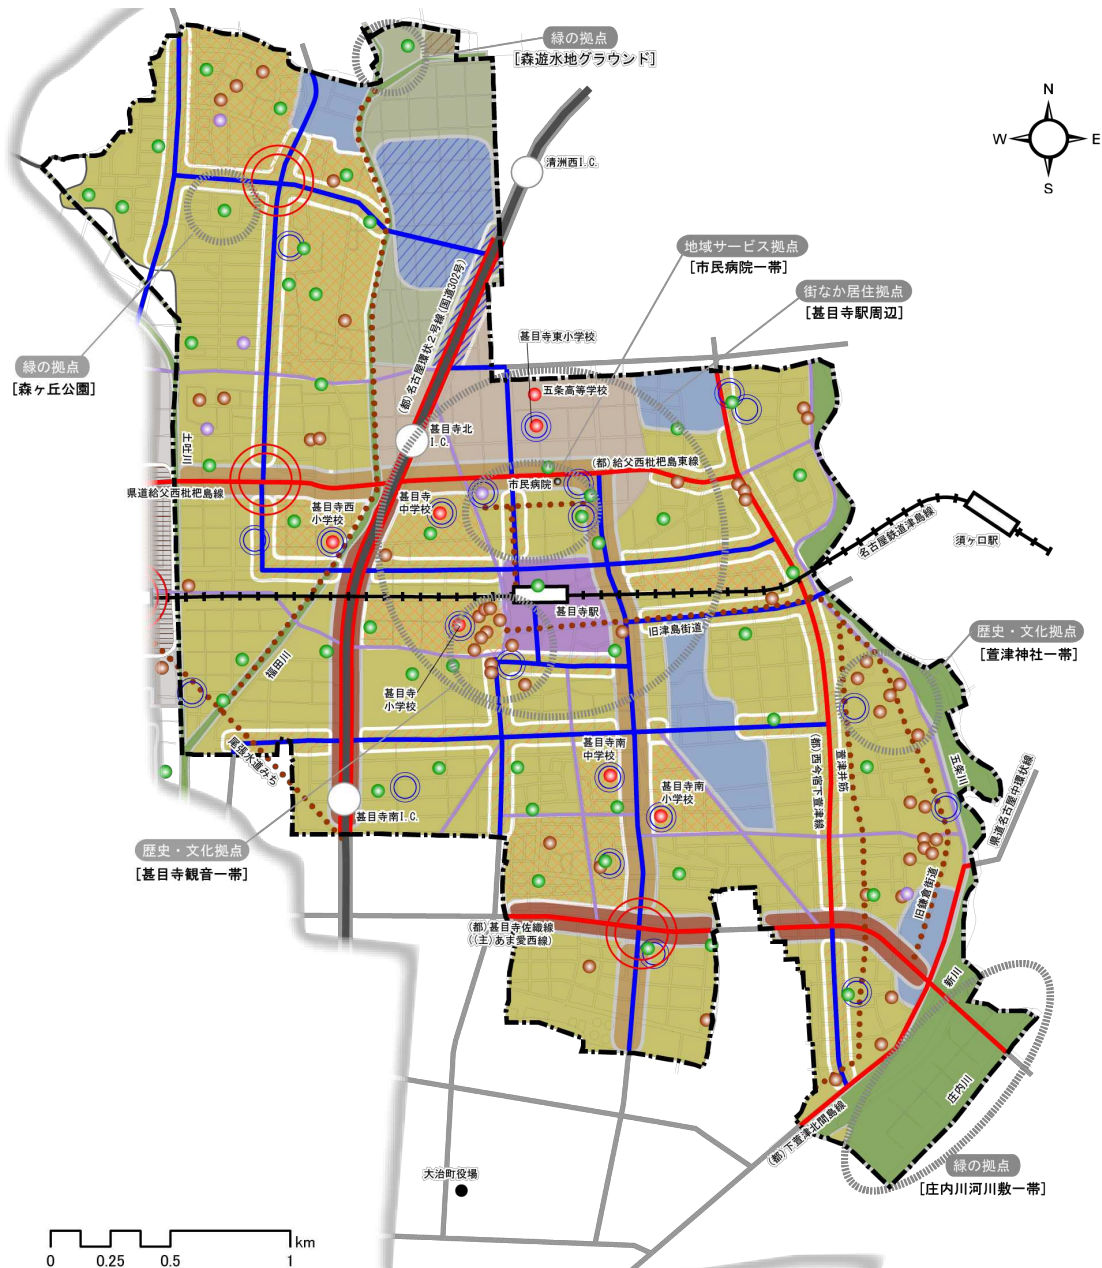 緑の拠点
[森遊水地グラウンド]
N
W
E
S
清洲西I.C.
地域サービス拠点
[市民病院一帯]
(都)名古屋環状2号線(国道302号)
街なか居住拠点
[甚目寺駅周辺]
甚目寺東小学校
緑の拠点
[森ヶ丘公園]
五条高等学校
土吐川
甚目寺北
I.C.
(都)給父西枇杷島東線
市民病院
県道給父西枇杷島線
甚目寺
中学校
甚目寺西
小学校
名古屋鉄道津島線
須ヶ口駅
甚目寺駅
旧津島街道
歴史・文化拠点
[萱津神社一帯]
福田川
甚目寺
小学校
尾張水道みち
甚目寺南
中学校
(都)西今宿下萱津線
萱津井筋
五条川
県道名古屋中環状線
甚目寺南
小学校
甚目寺南I.C.
歴史・文化拠点
[甚目寺観音一帯]
旧鎌倉街道
(都)甚目寺佐織線
((主)あま愛西線)
新川
庄内川
(都)下萱津北間島線
緑の拠点
[庄内川河川敷一帯]
大治町役場
km
0
0.25
0.5
1